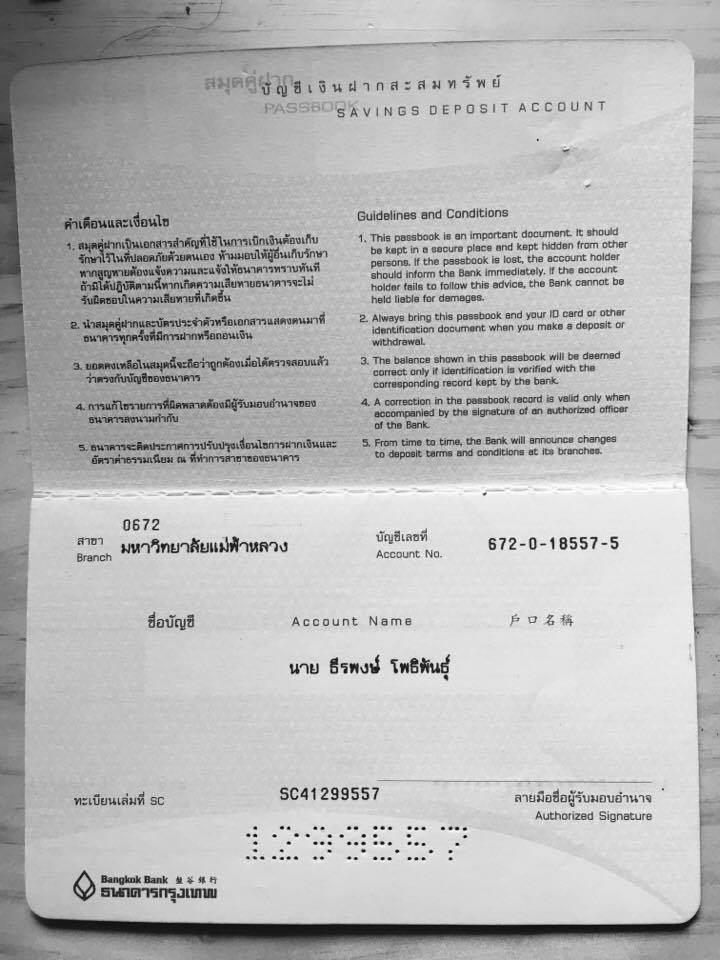 สมุดคู่ฝาก
บัญชีเงินฝากสะสมทรัพย์
PASSBOOK
SAVINGS DEPOSIT ACCOUNT
คำเตือนและเงื่อนไข
1. สมุดคู่ฝากเป็นเอกสารสำคัญที่ใช้ในการเบิกเงินต้องเก็บ
รักษาไว้ในที่ปลอดภัยด้วยตนเอง ห้ามมอบให้ผู้อื่นเก็บรักษา
หากสูญหายต้องแจ้งความและแจ้งให้ธนาคารทราบทันที
ถ้ามิได้ปฏิบัติตามนี้หากเกิดความเสียหายธนาคารจะไม่
รับผิดชอบในความเสียหายที่เกิดขึ้น
2. นำสมุดคู่ฝากและบัตรประจำตัวหรือเอกสารแสดงตนมาที่
ธนาคารทุกครั้งที่มีการฝากหรือถอนเงิน
3. ยอดคงเหลือในสมุดนี้จะถือว่าถูกต้องเมื่อได้ตรวจสอบแล้ว
ว่าตรงกับบัญชีของธนาคาร
4. การแก้ไขรายการที่ผิดพลาดต้องมีผู้รับมอบอำนาจของ
ธนาคารลงนามกำกับ
5. ธนาคารจะติดประกาศการปรับปรุงเงื่อนไขการฝากเงินและ
อัตราค่าธรรมเนียม ณ ที่ทำการสาขาของธนาคาร
Guidelines and Conditions
1. This passbook is an important document. It should
be kept in a secure place and kept hidden from other
persons. If the passbook is lost, the account holder
should inform the Bank immediately. If the account
holder fails to follow this advice, the Bank cannot be
held liable for damages.
2. Always bring this passbook and your ID card or other
identification document when you make a deposit or
withdrawal.
3. The balance shown in this passbook will be deemed
correct only if identification is verified with the
corresponding record kept by the bank.
4. A correction in the passbook record is valid only when
accompanied by the signature of an authorized officer
of the Bank.
5. From time to time, the Bank will announce changes
to deposit terms and conditions at its branches.
0672
สาขา มหาวิทยาลัยแม่ฟ้าหลวง
Branch
บัญชีเลขที่ 672-0-18557-5
Account No.
ชื่อบัญชี Account Name 戶口名稱
นาย ธีรพงษ์ โพธิพันธุ์
ทะเบียนเล่มที่ SC SC41299557
ลายมือชื่อผู้รับมอบอำนาจ
Authorized Signature
1299557
Bangkok Bank 盤谷銀行
ธนาคารกรุงเทพ